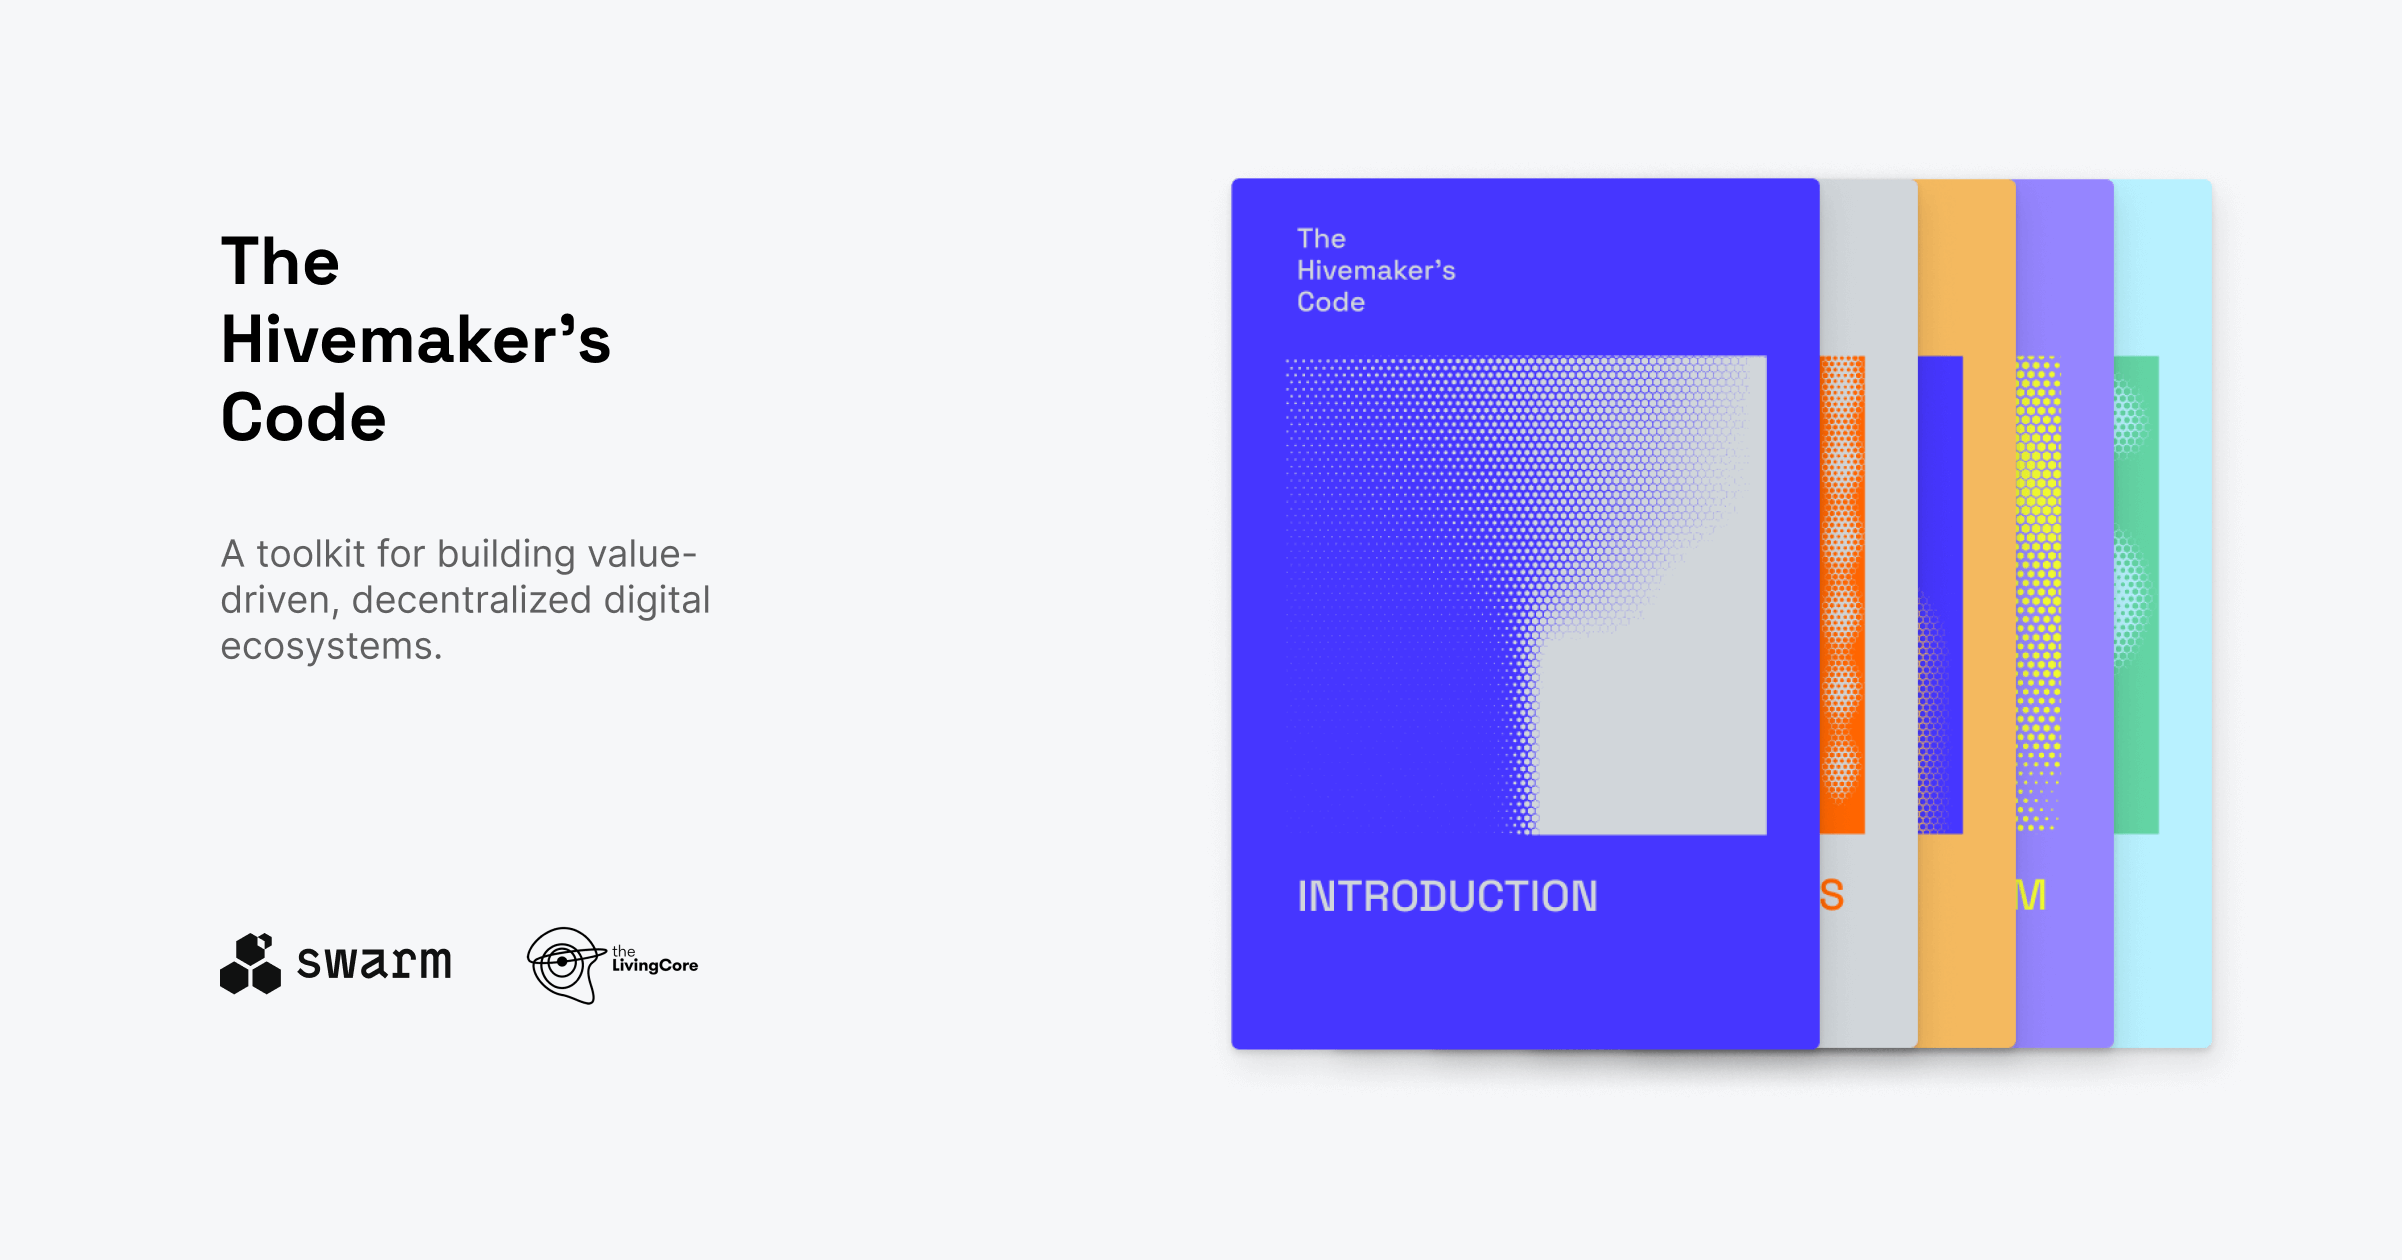 The
Hivemaker’s
Code
A toolkit for building value-
driven, decentralized digital
ecosystems.
swarm
the
LivingCore
The
Hivemaker’s
Code
INTRODUCTION
S
M